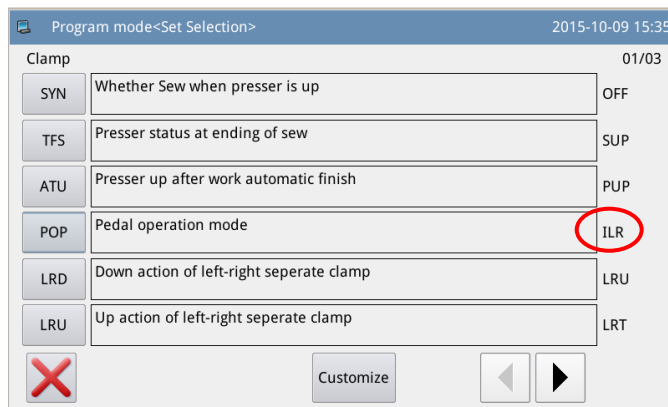 Program mode<Set Selection> 2015-10-09 15:35
Clamp 01/03
SYN Whether Sew when presser is up OFF
TFS Presser status at ending of sew SUP
ATU Presser up after work automatic finish PUP
POP Pedal operation mode ILR
LRD Down action of left-right seperate clamp LRU
LRU Up action of left-right seperate clamp LRT
Customize